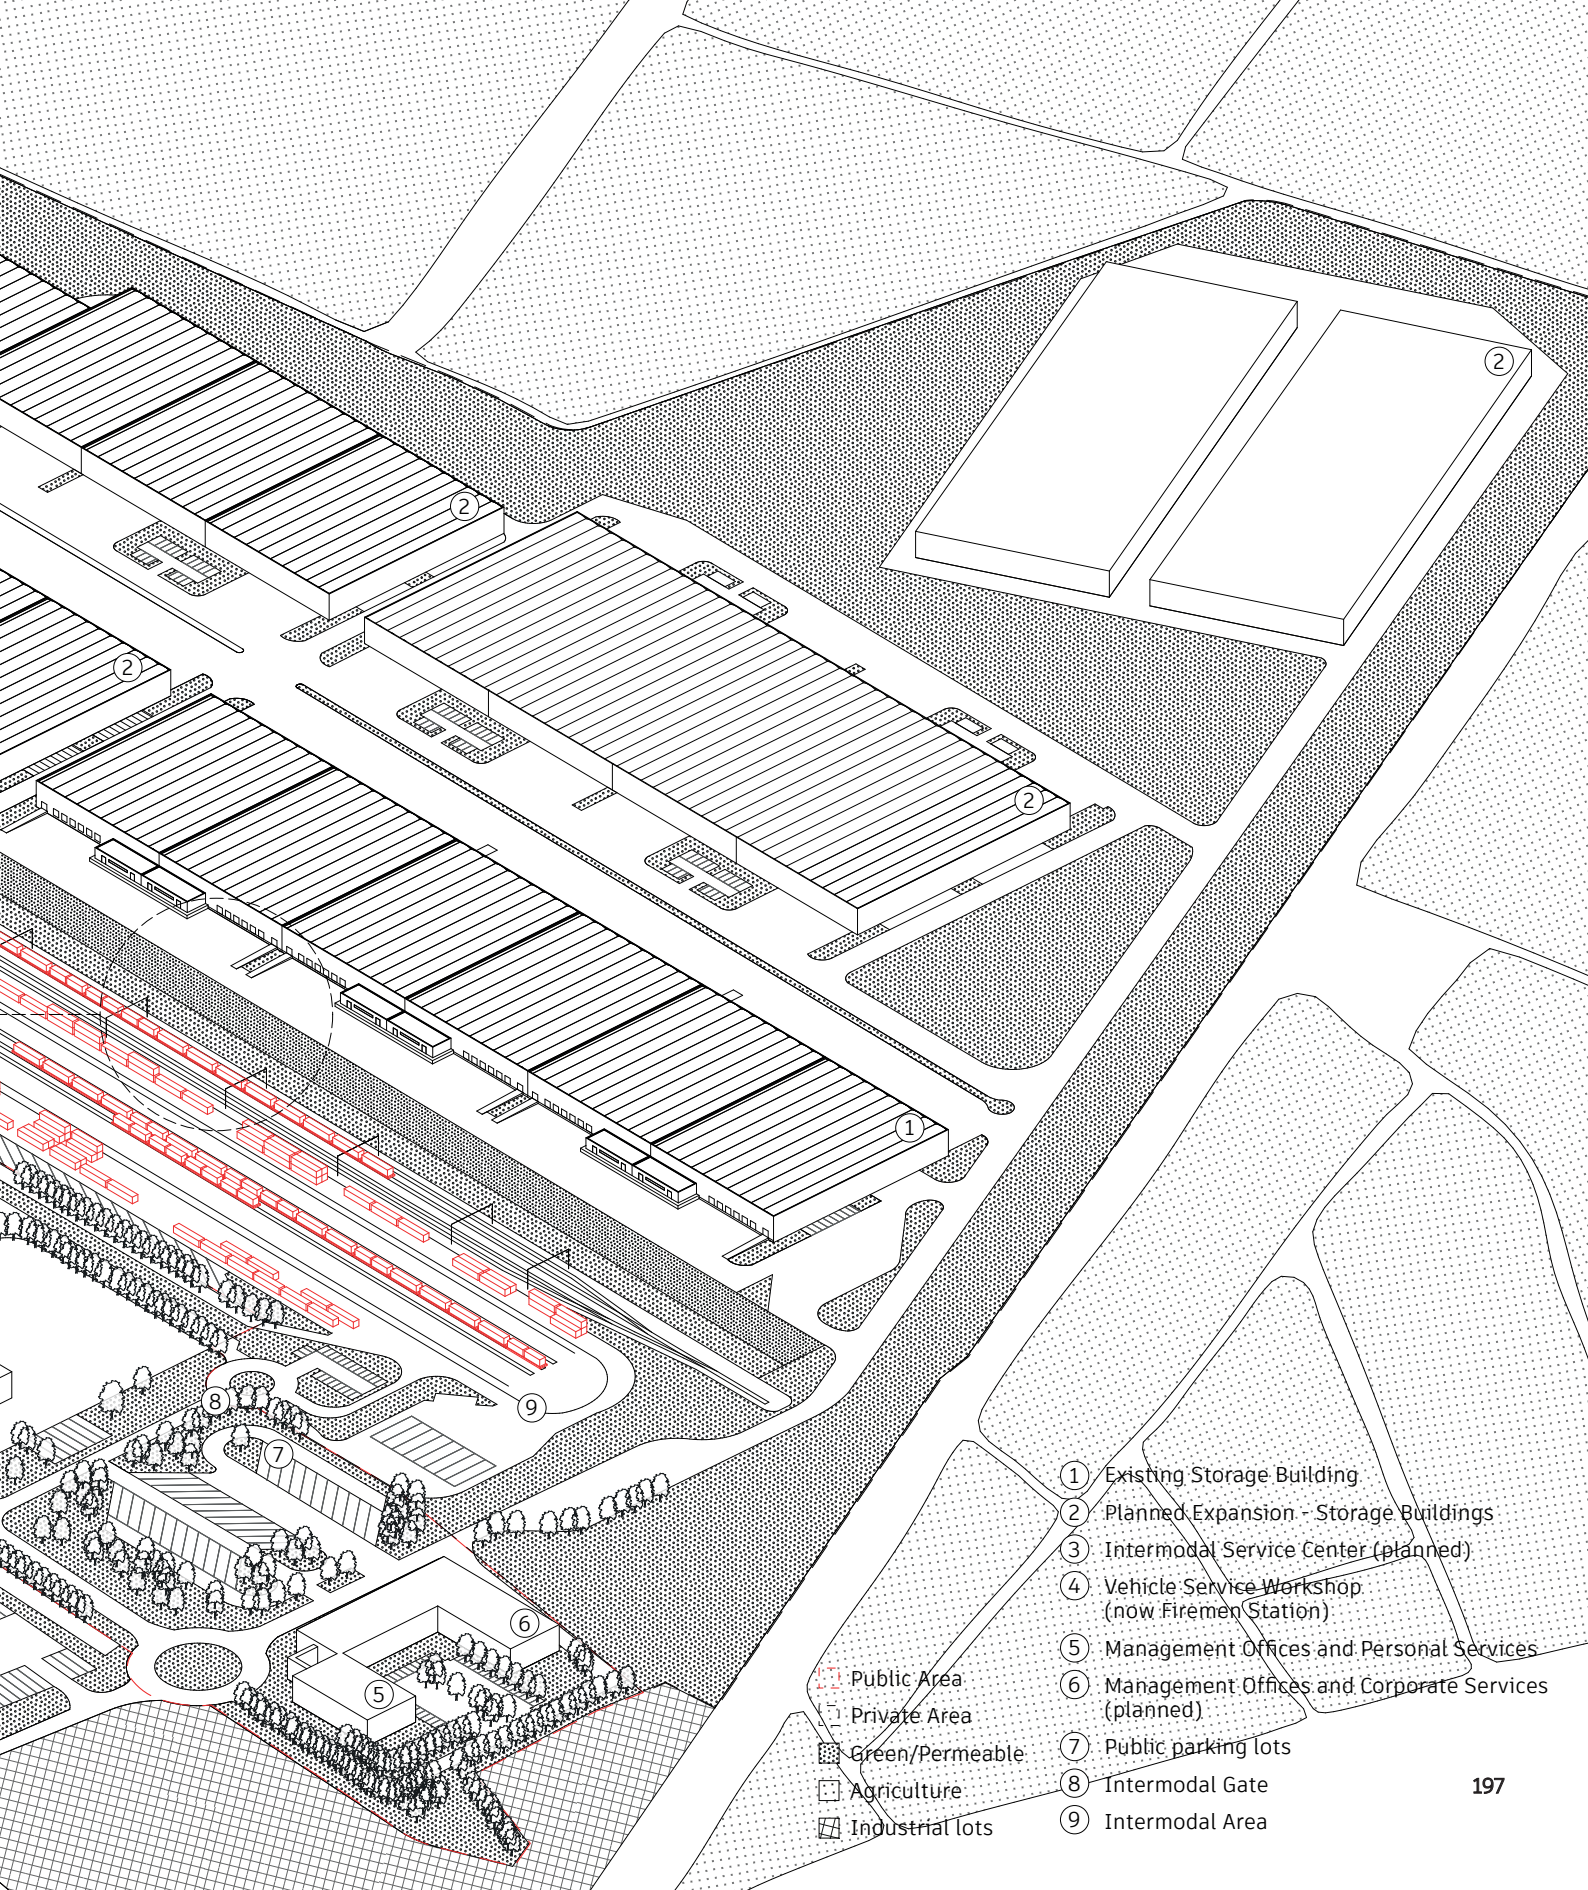 2
2
2
2
2
1
9
8
7
6
5
1 Existing Storage Building
2 Planned Expansion - Storage Buildings
3 Intermodal Service Center (planned)
4 Vehicle Service Workshop
(now Firemen Station)
5 Management Offices and Personal Services
6 Management Offices and Corporate Services
(planned)
7 Public parking lots
8 Intermodal Gate
9 Intermodal Area
Public Area
Private Area
Green/Permeable
Agriculture
Industrial lots
197